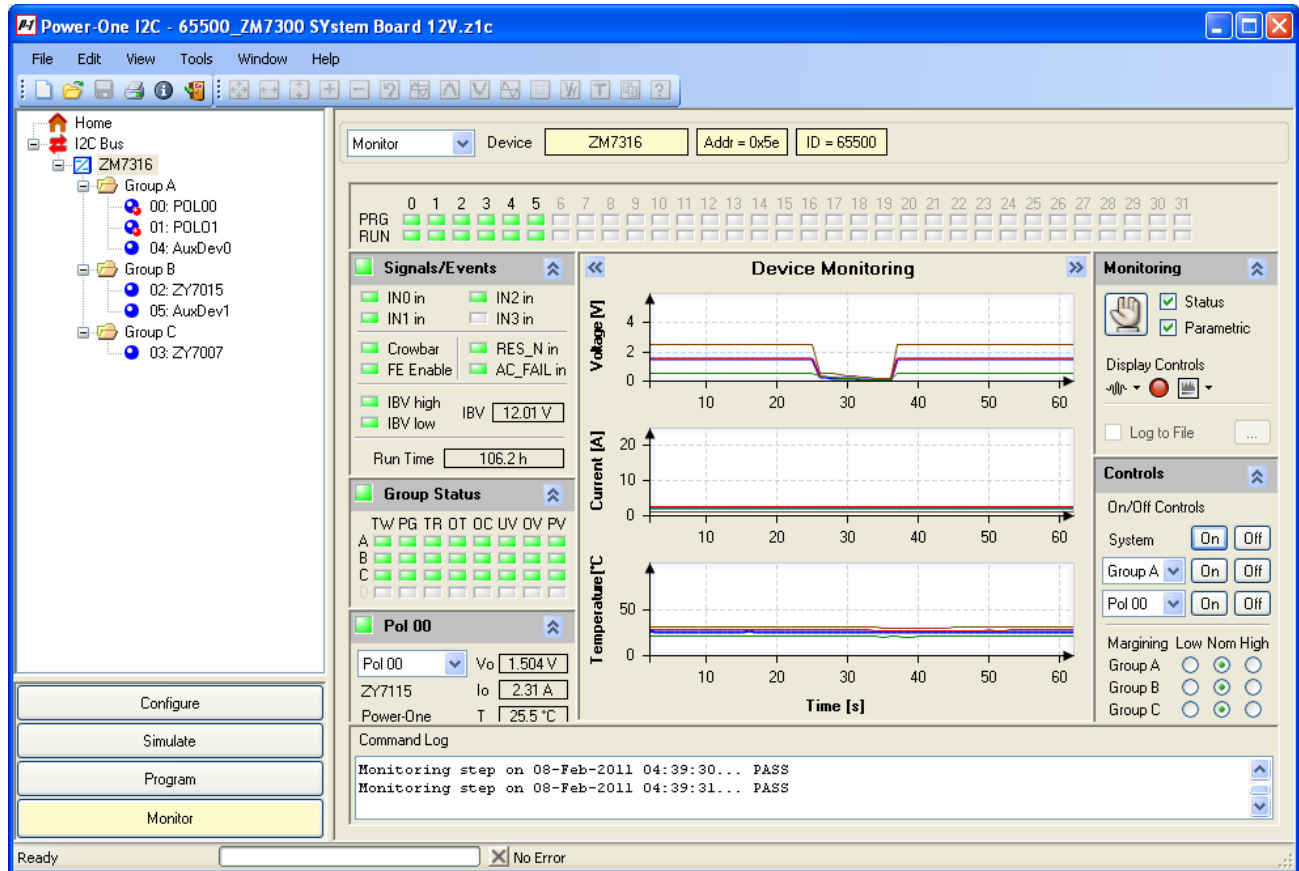 Power-One I2C - 65500_ZM7300 SYstem Board 12V.z1c
File Edit View Tools Window Help
Home
I2C Bus
ZM7316
Group A
00: POL00
01: POL01
04: AuxDev0
Group B
02: ZY7015
05: AuxDev1
Group C
03: ZY7007
Configure
Simulate
Program
Monitor
Monitor Device ZM7316 Addr = 0x5e ID = 65500
0 1 2 3 4 5 6 7 8 9 10 11 12 13 14 15 16 17 18 19 20 21 22 23 24 25 26 27 28 29 30 31
PRG
RUN
Signals/Events
IN0 in IN2 in
IN1 in IN3 in
Crowbar RES_N in
FE Enable AC_FAIL in
IBV high
IBV low
IBV 12.01 V
Run Time 106.2 h
Group Status
TW PG TR OT OC UV OV PV
A
B
C
D
Pol 00
Pol 00 Vo 1.504 V
ZY7115 Io 2.31 A
Power-One T 25.5 °C
Device Monitoring
Voltage [V]
4
2
0
10 20 30 40 50 60
Current [A]
20
10
0
10 20 30 40 50 60
Temperature [°C]
50
0
10 20 30 40 50 60
Time [s]
Monitoring
Status
Parametric
Display Controls
Log to File ...
Controls
On/Off Controls
System On Off
Group A On Off
Pol 00 On Off
Margining Low Nom High
Group A
Group B
Group C
Command Log
Monitoring step on 08-Feb-2011 04:39:30... PASS
Monitoring step on 08-Feb-2011 04:39:31... PASS
Ready No Error